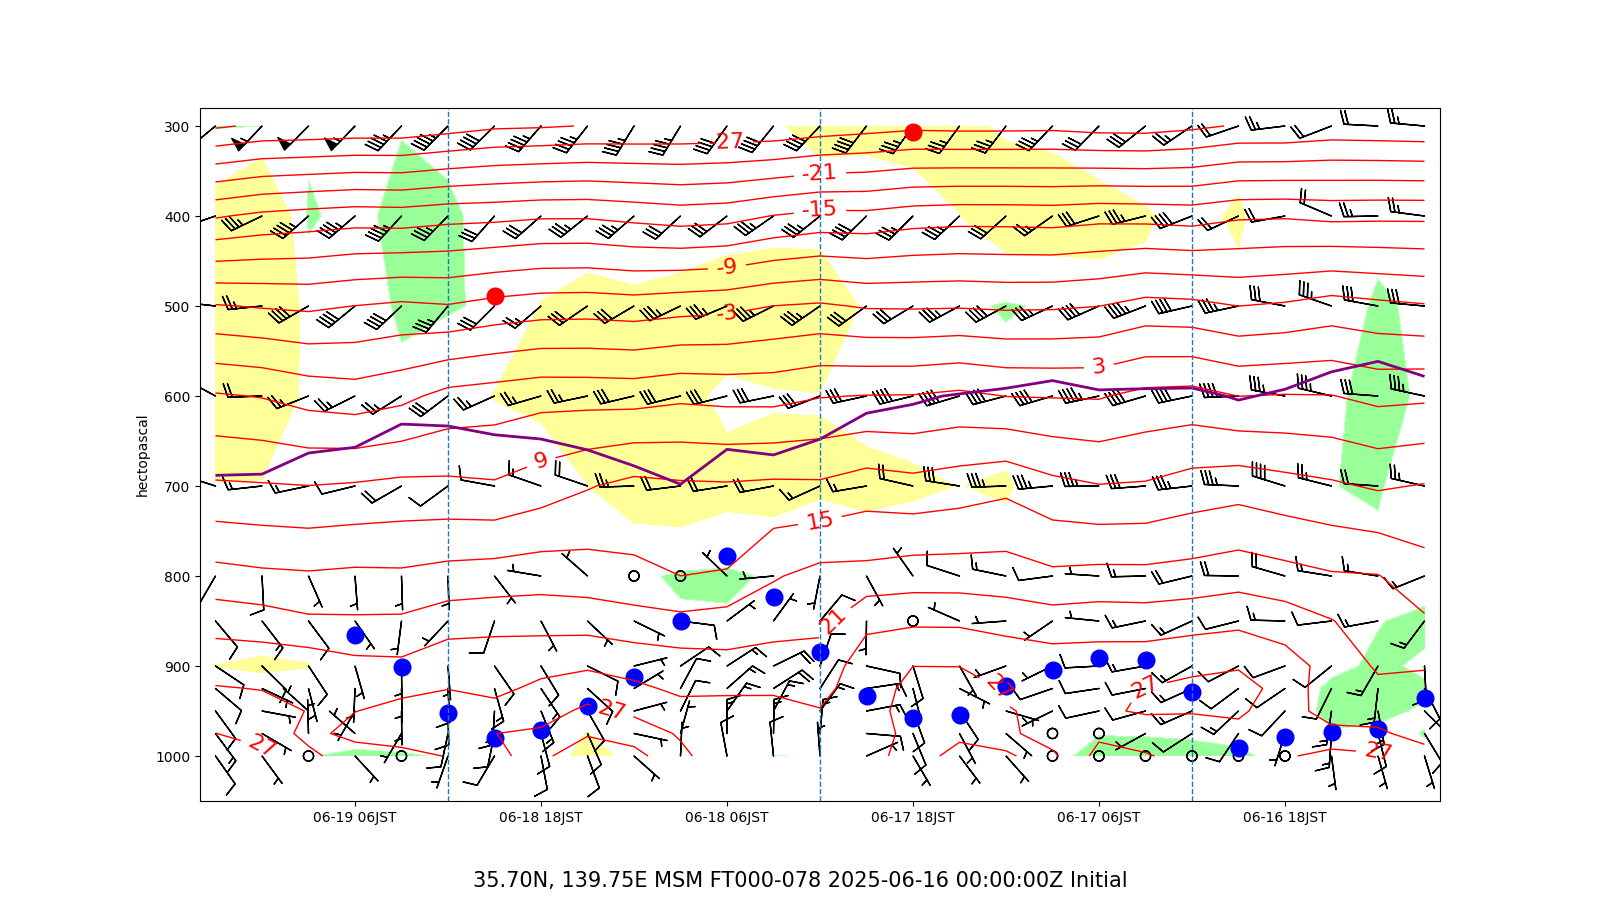 300
400
500
600
700
800
900
1000
hectopascal
27
-21
-15
-9
-3
3
9
15
21
27
27
27
27
06-19 06JST
06-18 18JST
06-18 06JST
06-17 18JST
06-17 06JST
06-16 18JST
35.70N, 139.75E MSM FT000-078 2025-06-16 00:00:00Z Initial